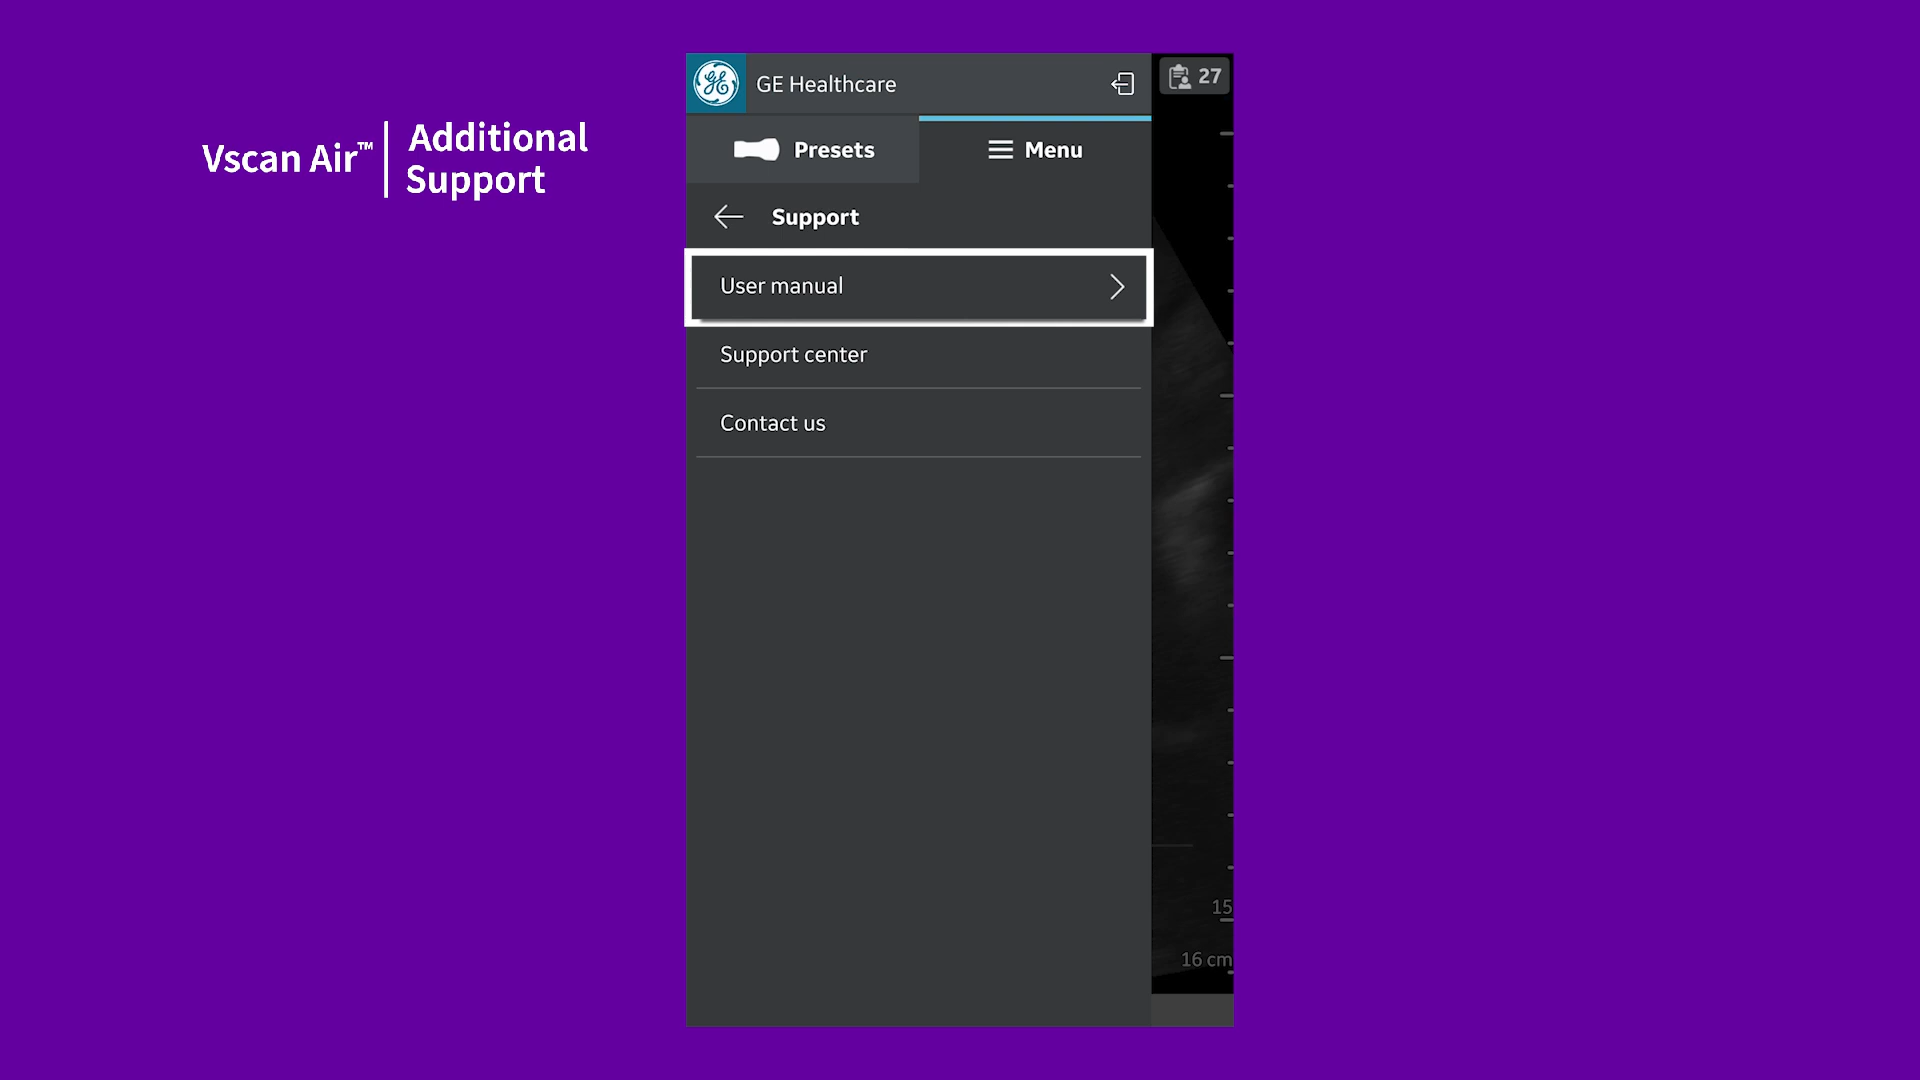 Vscan Air™
Additional
Support
GE Healthcare
27
Presets
Menu
Support
User manual
Support center
Contact us
15
16 cm